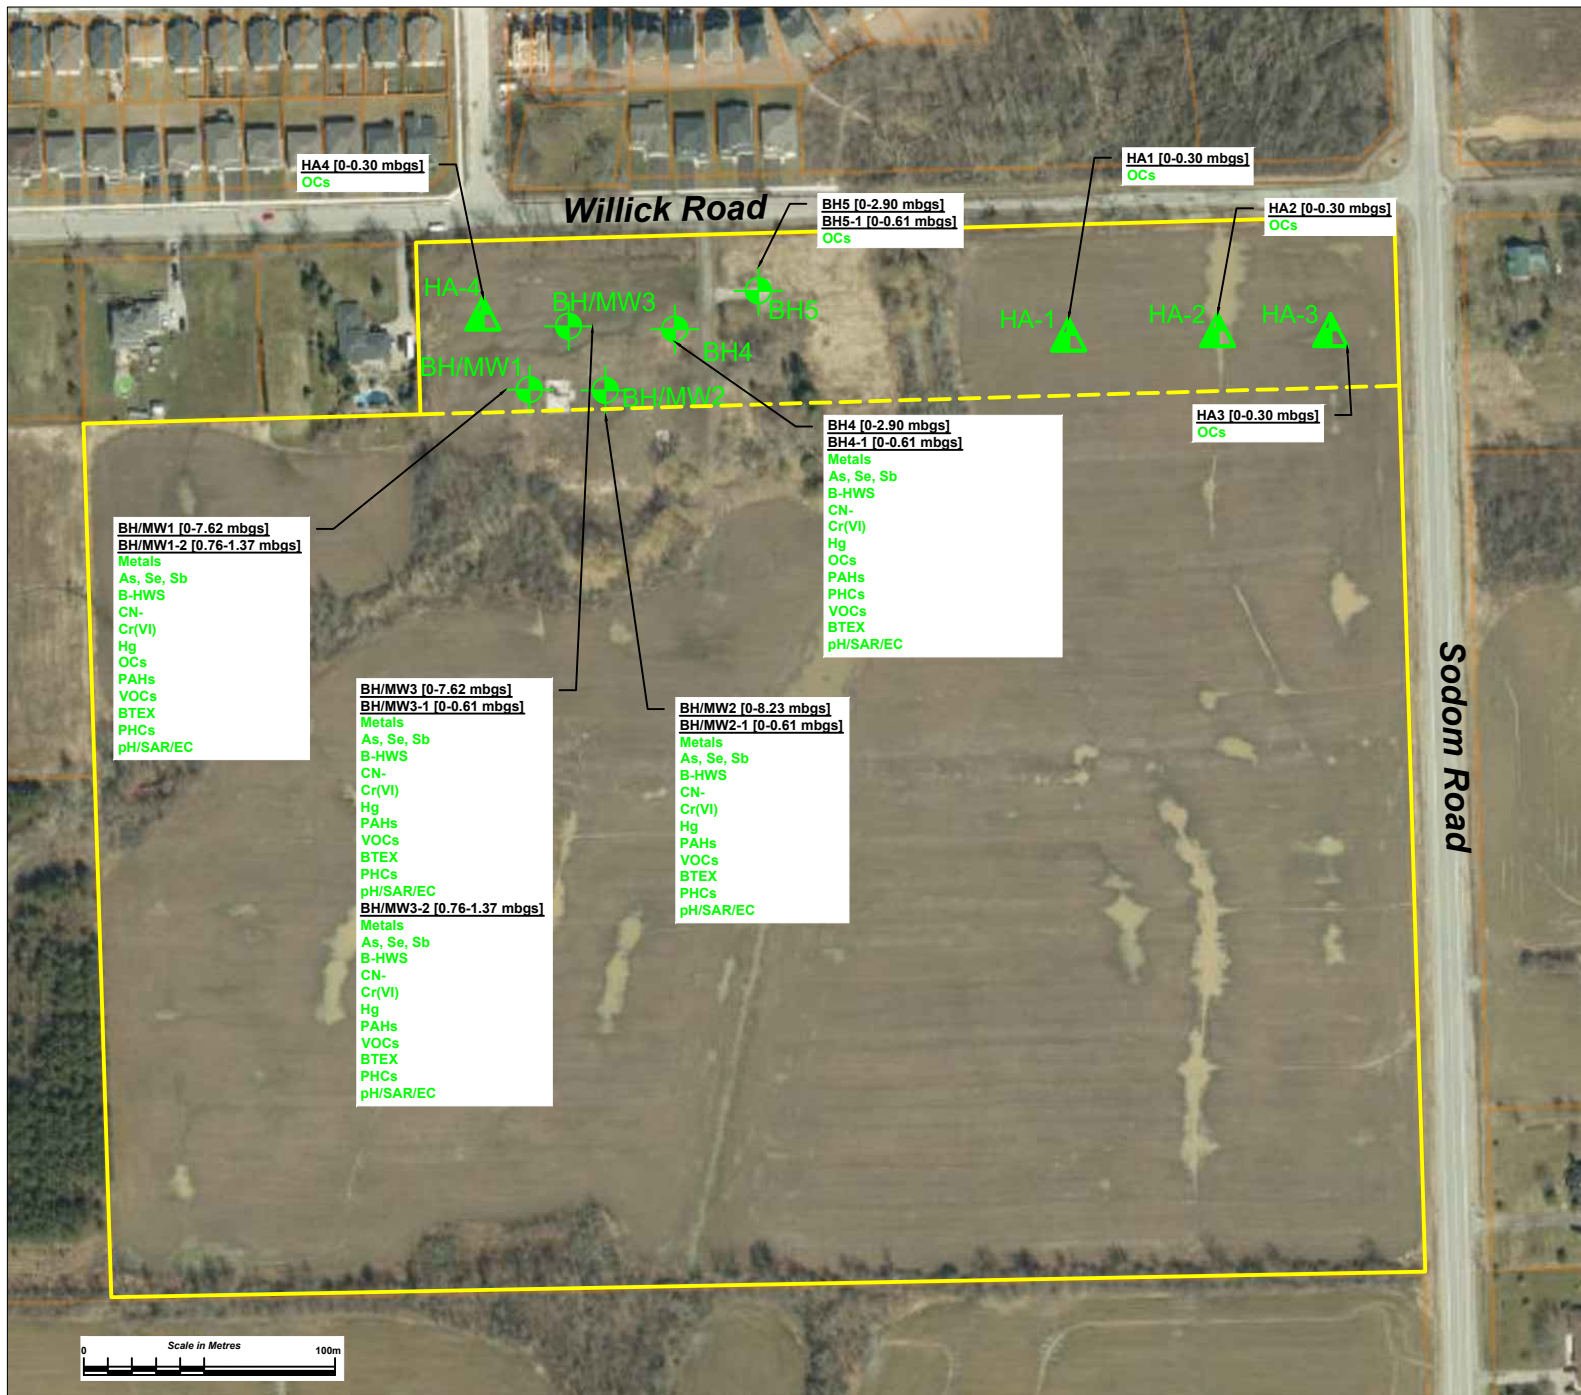 HA4 [0-0.30 mbgs]
OCs
HA1 [0-0.30 mbgs]
OCs
Willick Road
BH5 [0-2.90 mbgs]
BH5-1 [0-0.61 mbgs]
OCs
HA2 [0-0.30 mbgs]
OCs
HA-4
BH/MW3
BH5
HA-1
HA-2
HA-3
BH4
BH/MW1
BH/MW2
HA3 [0-0.30 mbgs]
OCs
BH4 [0-2.90 mbgs]
BH4-1 [0-0.61 mbgs]
Metals
As, Se, Sb
B-HWS
CN-
Cr(VI)
Hg
OCs
PAHs
PHCs
VOCs
BTEX
pH/SAR/EC
BH/MW1 [0-7.62 mbgs]
BH/MW1-2 [0.76-1.37 mbgs]
Metals
As, Se, Sb
B-HWS
CN-
Cr(VI)
Hg
OCs
PAHs
VOCs
BTEX
PHCs
pH/SAR/EC
BH/MW3 [0-7.62 mbgs]
BH/MW3-1 [0-0.61 mbgs]
Metals
As, Se, Sb
B-HWS
CN-
Cr(VI)
Hg
PAHs
VOCs
BTEX
PHCs
pH/SAR/EC
BH/MW3-2 [0.76-1.37 mbgs]
Metals
As, Se, Sb
B-HWS
CN-
Cr(VI)
Hg
PAHs
VOCs
BTEX
PHCs
pH/SAR/EC
BH/MW2 [0-8.23 mbgs]
BH/MW2-1 [0-0.61 mbgs]
Metals
As, Se, Sb
B-HWS
CN-
Cr(VI)
Hg
PAHs
VOCs
BTEX
PHCs
pH/SAR/EC
Sodom Road
Scale in Metres
0 100m